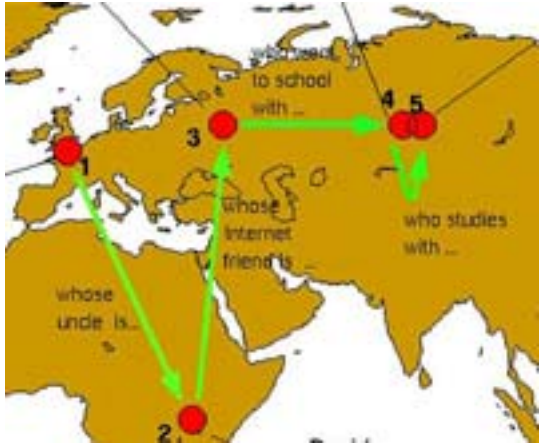 who went
to school
with ...
4
5
3
1
whose
Internet
friend is ...
who studies
with ...
whose
uncle is...
2